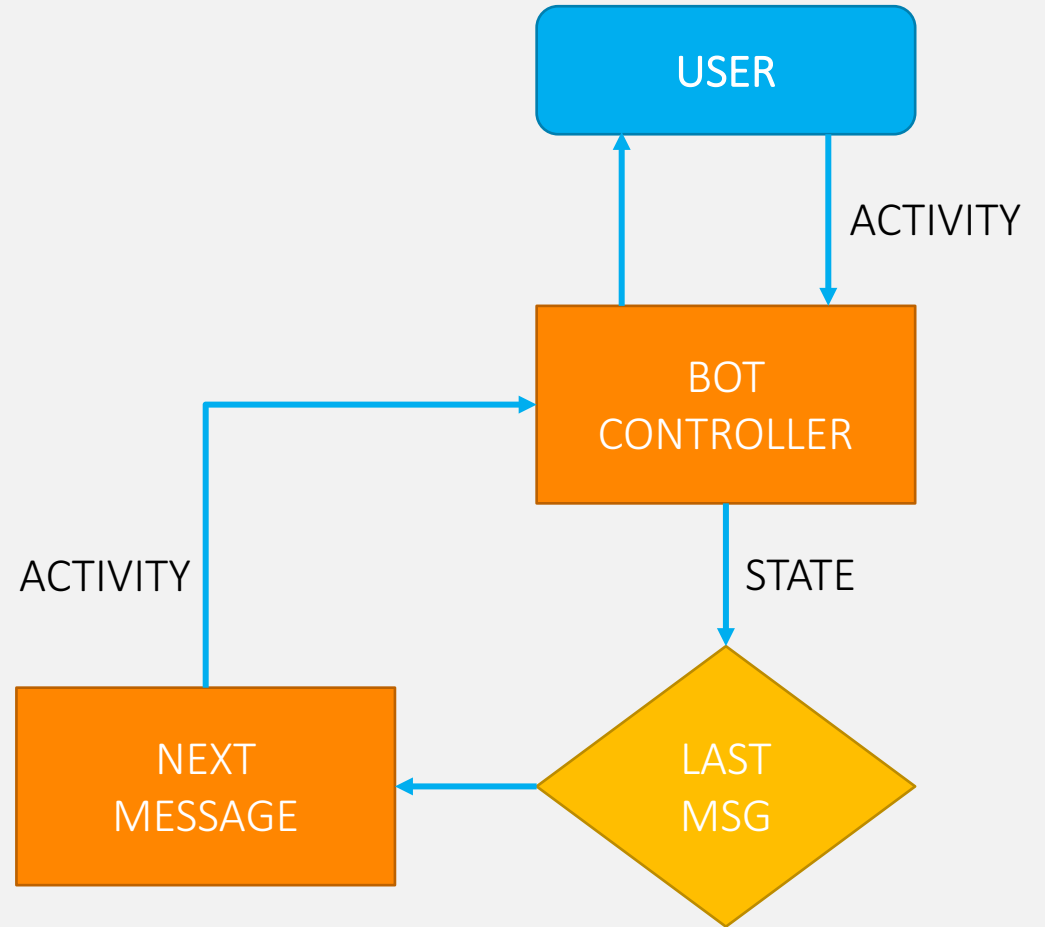 USER
ACTIVITY
BOT
CONTROLLER
ACTIVITY
STATE
NEXT
MESSAGE
LAST
MSG